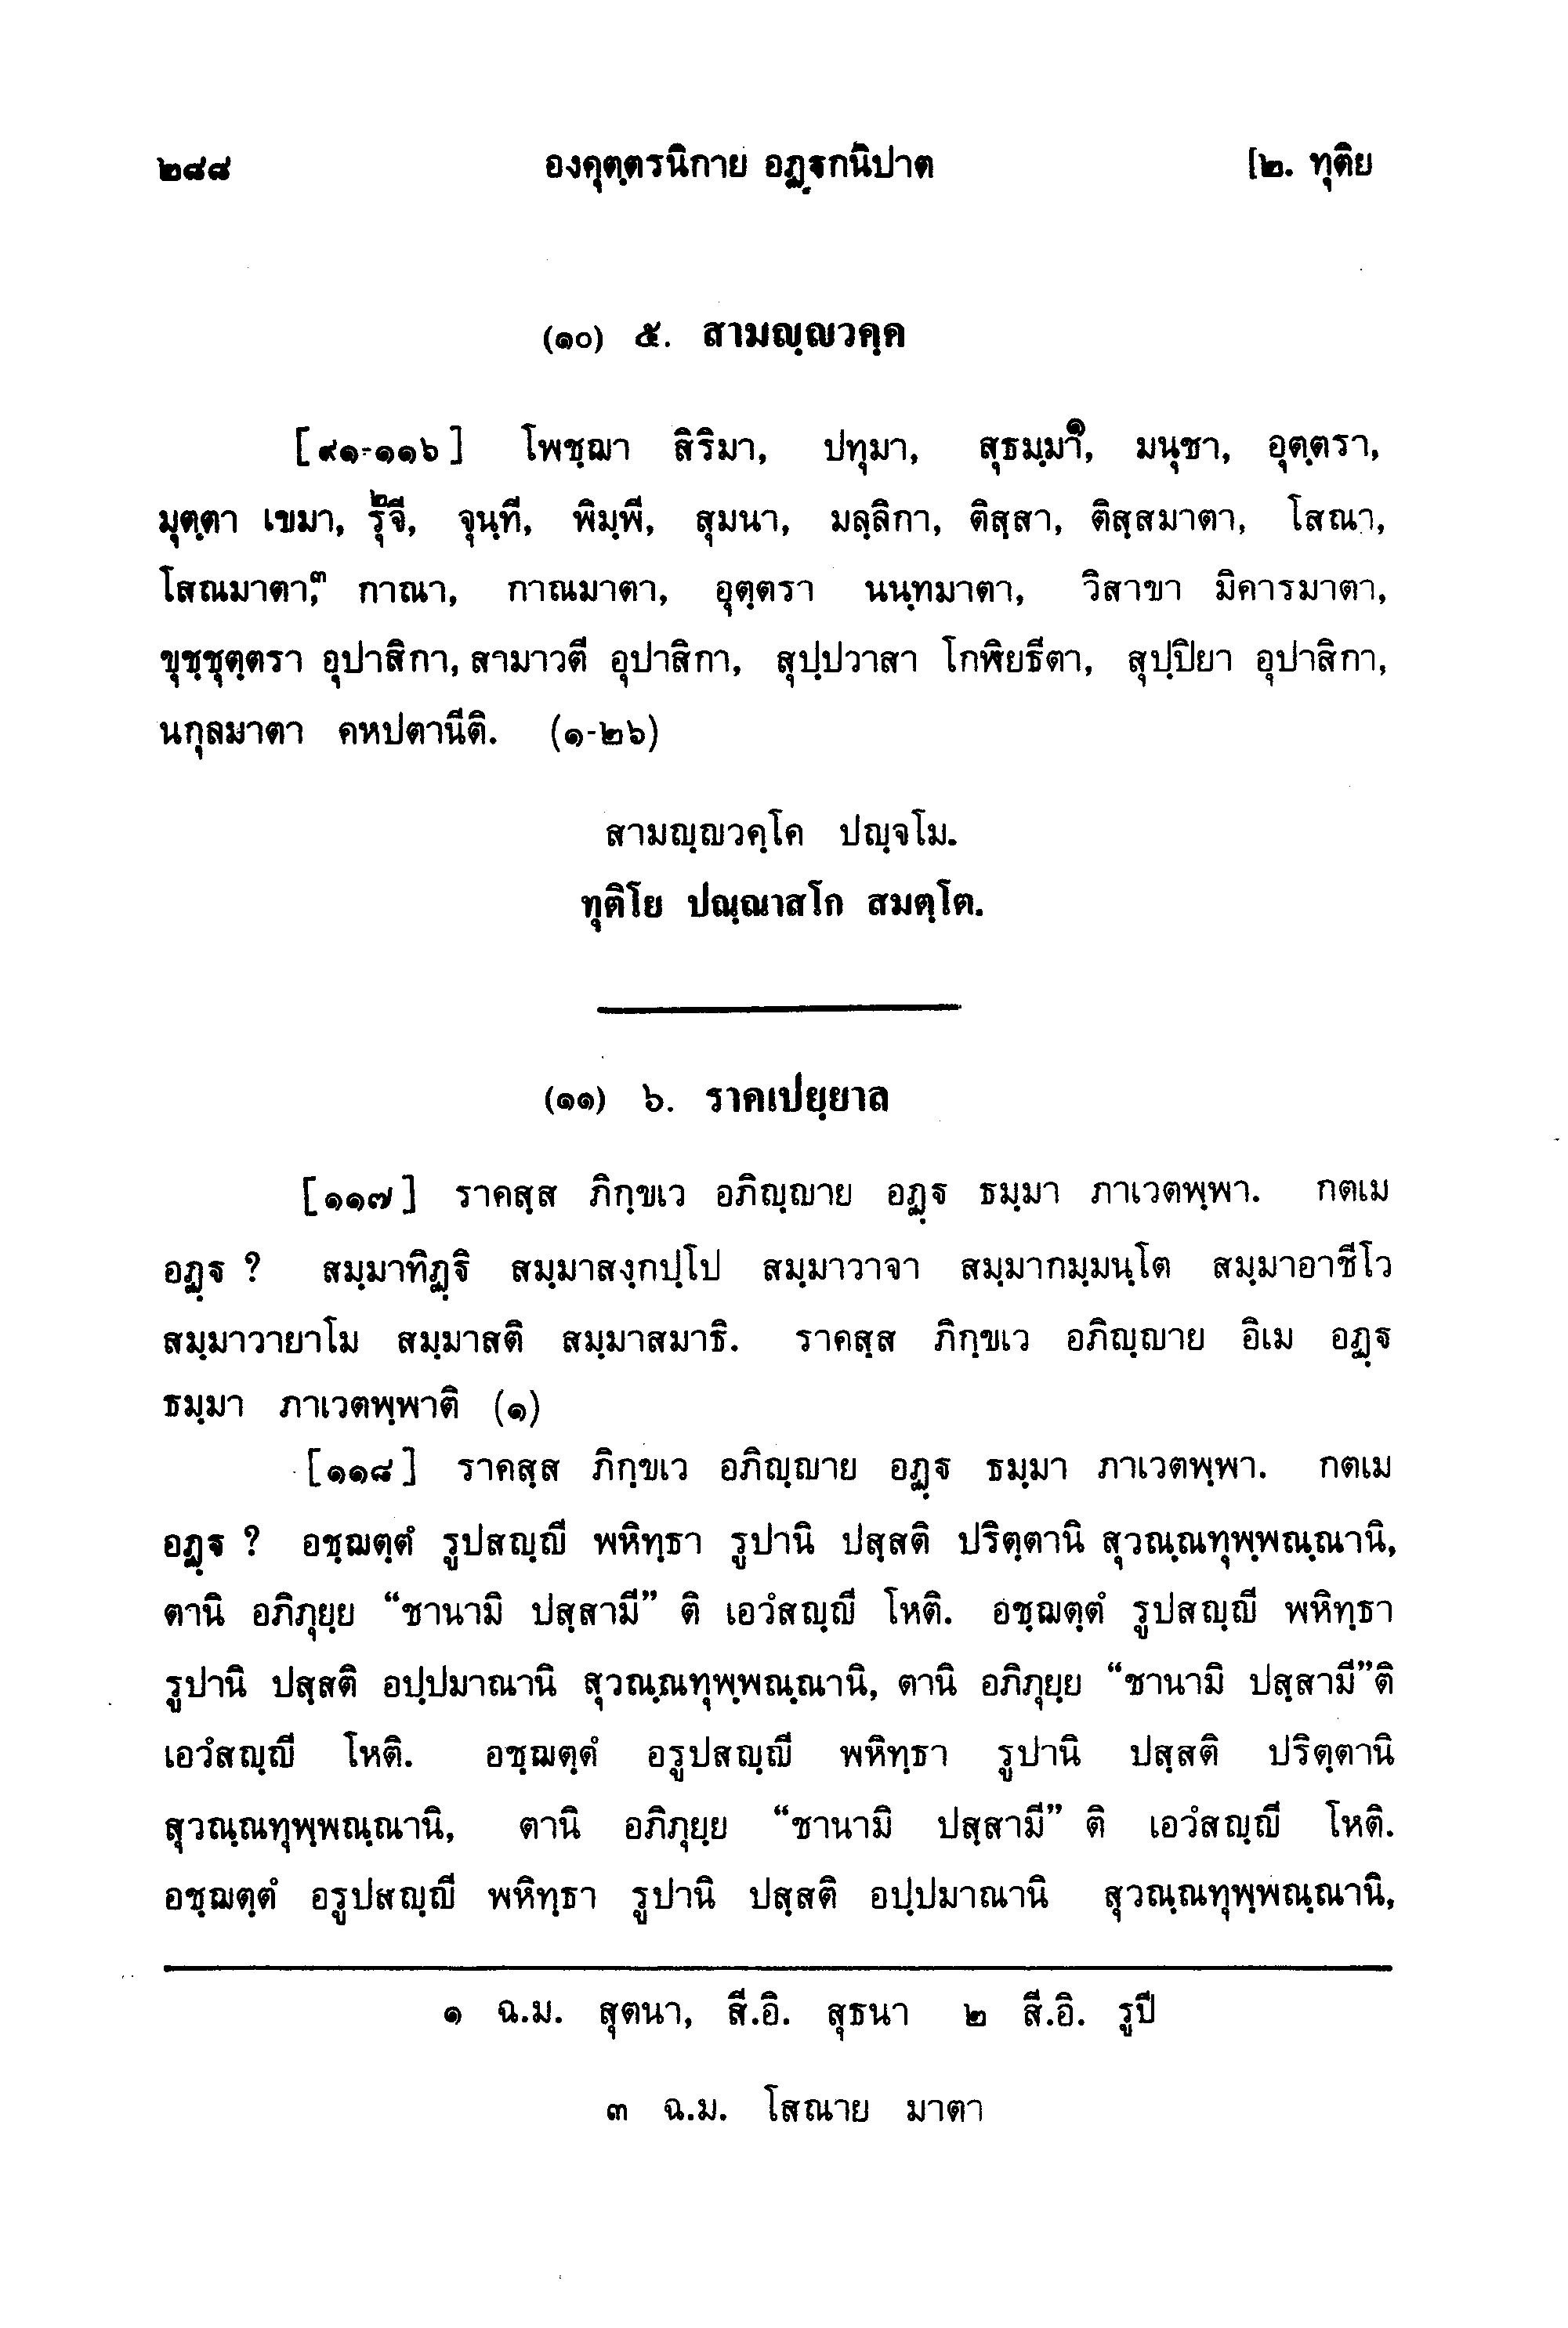 ๒๘๘ องฺคุตฺตรนิกาย อฏฺฐกนิปาต [๒. ทุติย
(๑๐) ๕. สามญฺญวคฺค
[๙๑-๑๑๖] โพชฺฌา สิริมา, ปทุมา, สุธมฺมา๑, มนุชา, อุตฺตรา,
มุตฺตา เขมา, รุจี๒, จุนฺที, พิมฺพี, สุมนา, มลฺลิกา, ติสฺสา, ติสฺสมาตา, โสณา,
โสณมาตา,๓ กาณา, กาณมาตา, อุตฺตรา นนฺทมาตา, วิสาขา มิคารมาตา,
ขุชฺชุตฺตรา อุปาสิกา, สามาวตี อุปาสิกา, สุปฺปวาสา โกฬิยธีตา, สุปฺปิยา อุปาสิกา,
นกุลมาตา คหปตานีติ. (๑-๒๖)
สามญฺญวคฺโค ปญฺจโม.
ทุติโย ปณฺณาสโก สมตฺโต.
(๑๑) ๖. ราคเปยฺยาล
[๑๑๗] ราคสฺส ภิกฺขเว อภิญฺญาย อฏฺฐ ธมฺมา ภาเวตพฺพา. กตเม
อฏฺฐ ? สมฺมาทิฏฺฐิ สมฺมาสงฺกปฺโป สมฺมาวาจา สมฺมากมฺมนฺโต สมฺมาอาชีโว
สมฺมาวายาโม สมฺมาสติ สมฺมาสมาธิ. ราคสฺส ภิกฺขเว อภิญฺญาย อิเม อฏฺฐ
ธมฺมา ภาเวตพฺพาติ (๑)
[๑๑๘] ราคสฺส ภิกฺขเว อภิญฺญาย อฏฺฐ ธมฺมา ภาเวตพฺพา. กตเม
อฏฺฐ ? อชฺฌตฺตํ รูปสญฺญี พหิทฺธา รูปานิ ปสฺสติ ปริตฺตานิ สุวณฺณทุพฺพณฺณานิ,
ตานิ อภิภุยฺย “ชานามิ ปสฺสามี” ติ เอวํสญฺญี โหติ. อชฺฌตฺตํ รูปสญฺญี พหิทฺธา
รูปานิ ปสฺสติ อปฺปมาณานิ สุวณฺณทุพฺพณฺณานิ, ตานิ อภิภุยฺย “ชานามิ ปสฺสามี”ติ
เอวํสญฺญี โหติ. อชฺฌตฺตํ อรูปสญฺญี พหิทฺธา รูปานิ ปสฺสติ ปริตฺตานิ
สุวณฺณทุพฺพณฺณานิ, ตานิ อภิภุยฺย “ชานามิ ปสฺสามี” ติ เอวํสญฺญี โหติ.
อชฺฌตฺตํ อรูปสญฺญี พหิทฺธา รูปานิ ปสฺสติ อปฺปมาณานิ สุวณฺณทุพฺพณฺณานิ,
๑ ฉ.ม. สุตนา, สี.อิ. สุธนา ๒ สี.อิ. รูปี
๓ ฉ.ม. โสณาย มาตา